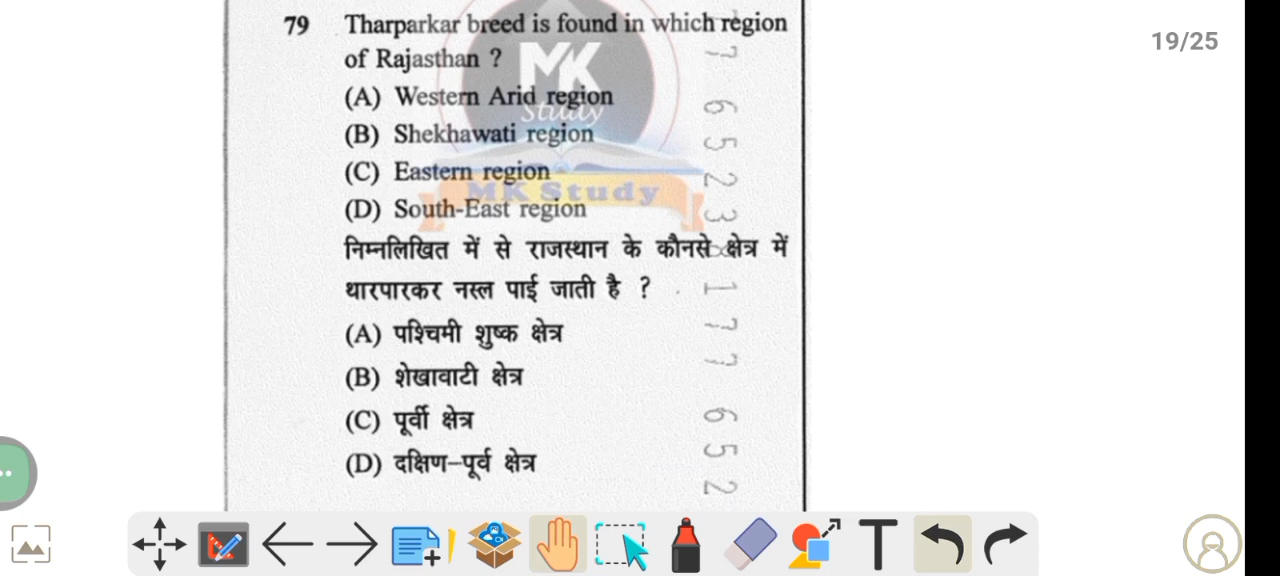 19/25
79 Tharparkar breed is found in which region
of Rajasthan ?
(A) Western Arid region
(B) Shekhawati region
(C) Eastern region
(D) South-East region
निम्नलिखित में से राजस्थान के कौनसे क्षेत्र में
थारपारकर नस्ल पाई जाती है ?
(A) पश्चिमी शुष्क क्षेत्र
(B) शेखावाटी क्षेत्र
(C) पूर्वी क्षेत्र
(D) दक्षिण–पूर्व क्षेत्र
MK
Study
MK Study
T